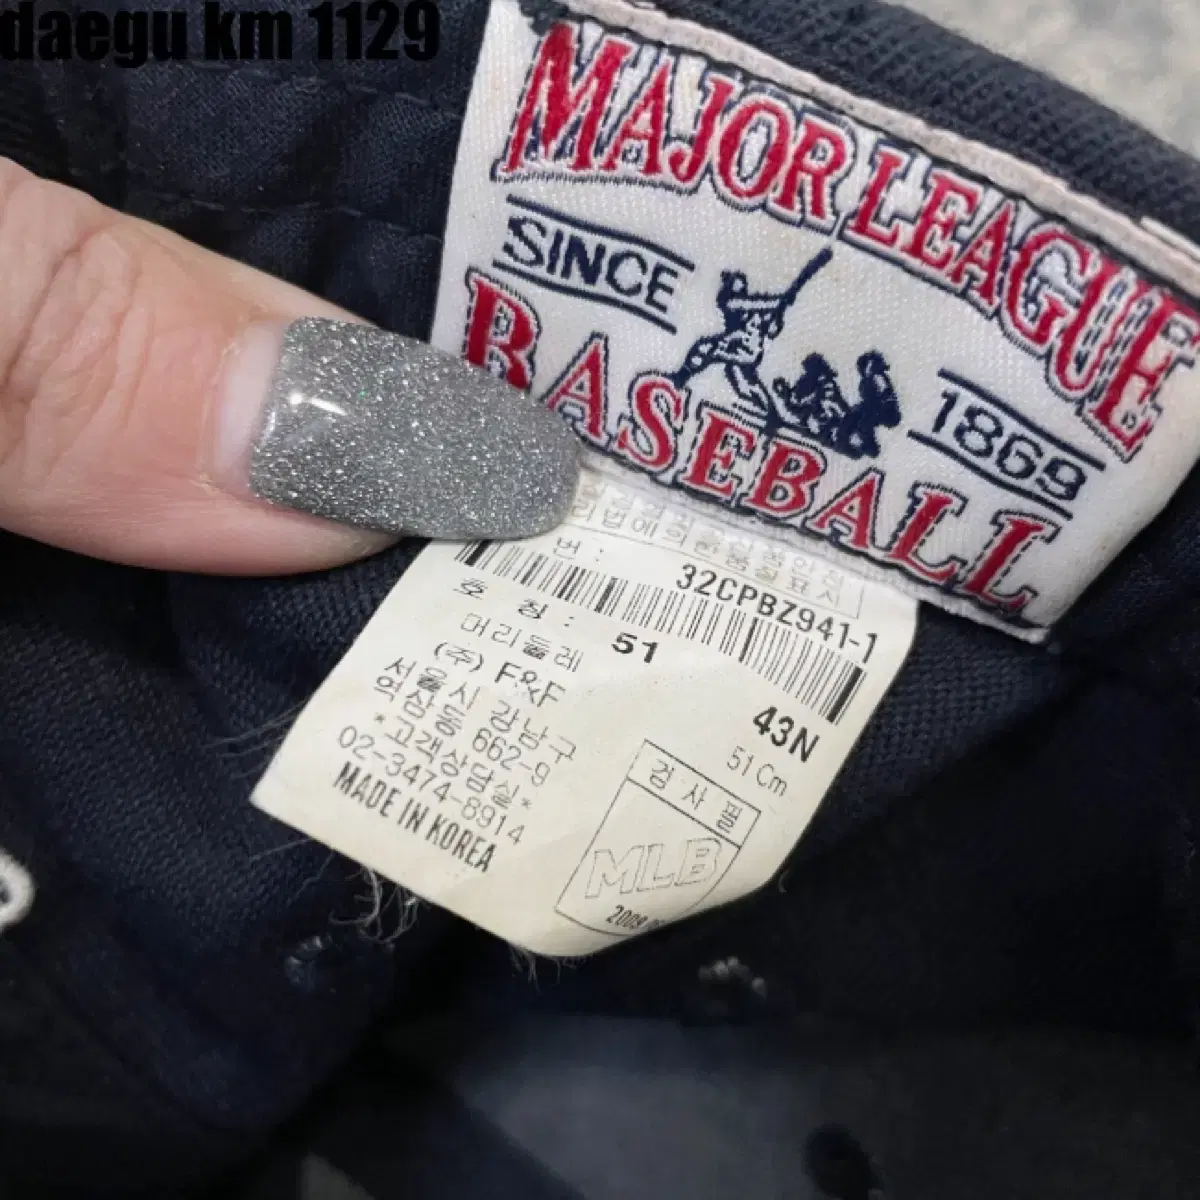 daegu km 1129
MAJOR LEAGUE
SINCE
1869
BASEBALL
번 :
32CPBZ941-1
호 칭 : 51
43N
머리둘레
51 Cm
(주) F&F
서울시 강남구
역삼동 662-9
*고객상담실*
02-3474-8914
MADE IN KOREA
검 사 필
MLB